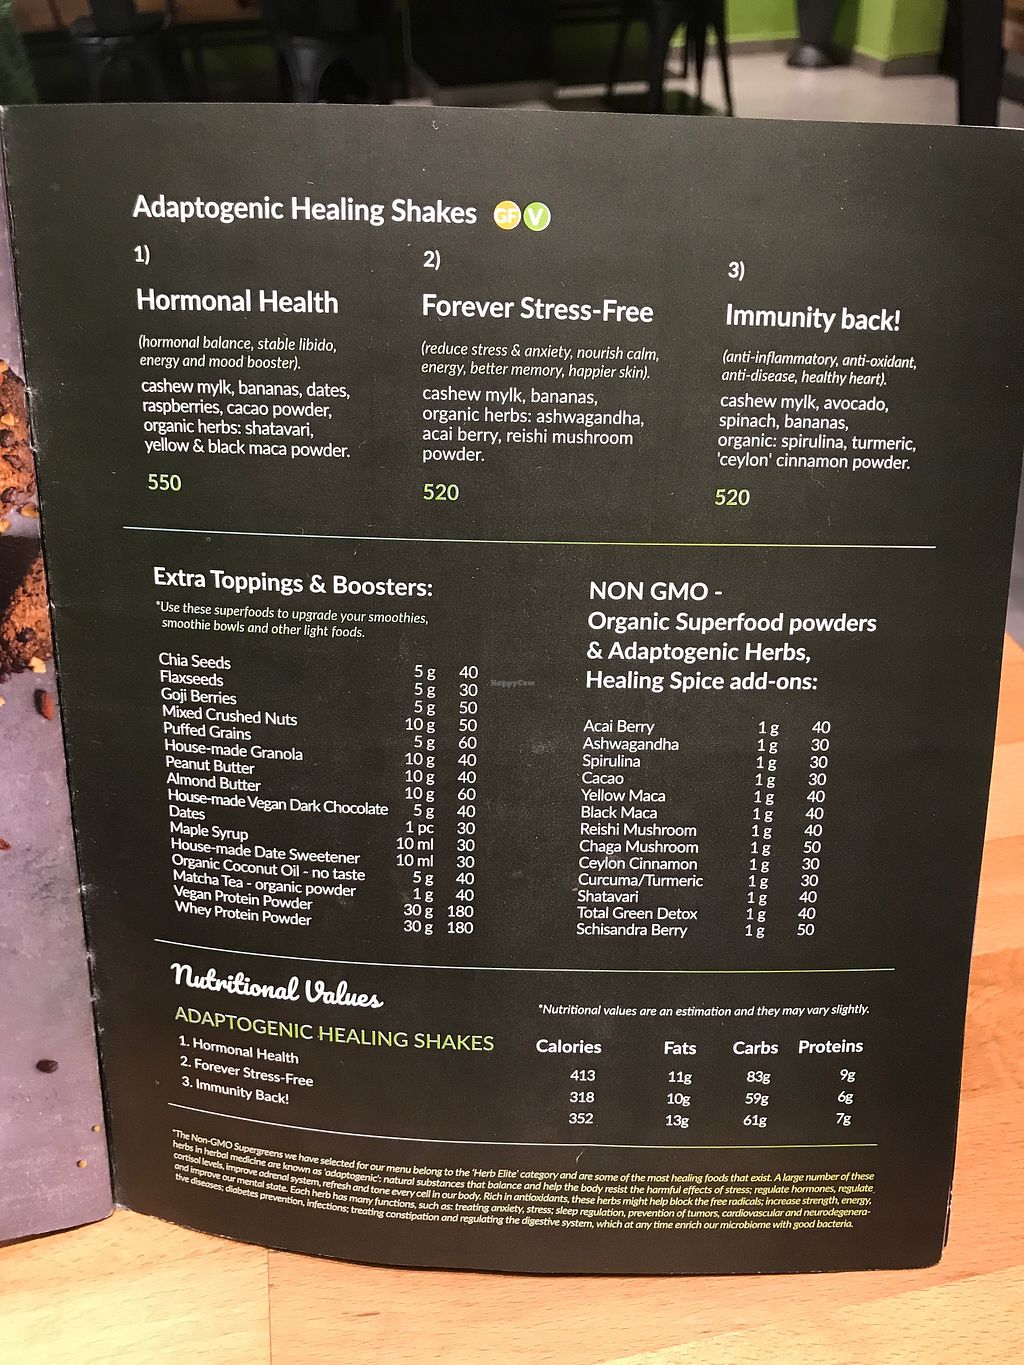 Adaptogenic Healing Shakes GF V
1)
Hormonal Health
(hormonal balance, stable libido,
energy and mood booster).
cashew mylk, bananas, dates,
raspberries, cacao powder,
organic herbs: shatavari,
yellow & black maca powder.
550
2)
Forever Stress-Free
(reduce stress & anxiety, nourish calm,
energy, better memory, happier skin).
cashew mylk, bananas,
organic herbs: ashwagandha,
acai berry, reishi mushroom
powder.
520
3)
Immunity back!
(anti-inflammatory, anti-oxidant,
anti-disease, healthy heart).
cashew mylk, avocado,
spinach, bananas,
organic: spirulina, turmeric,
'ceylon' cinnamon powder.
520
Extra Toppings & Boosters:
*Use these superfoods to upgrade your smoothies,
smoothie bowls and other light foods.
Chia Seeds 5 g 40
Flaxseeds 5 g 30
Goji Berries 5 g 50
Mixed Crushed Nuts 10 g 50
Puffed Grains 5 g 60
House-made Granola 10 g 40
Peanut Butter 10 g 40
Almond Butter 10 g 60
House-made Vegan Dark Chocolate 5 g 40
Dates 1 pc 30
Maple Syrup 10 ml 30
House-made Date Sweetener 10 ml 30
Organic Coconut Oil - no taste 5 g 40
Matcha Tea - organic powder 1 g 40
Vegan Protein Powder 30 g 180
Whey Protein Powder 30 g 180
HappyCow
NON GMO -
Organic Superfood powders
& Adaptogenic Herbs,
Healing Spice add-ons:
Acai Berry 1 g 40
Ashwagandha 1 g 30
Spirulina 1 g 30
Cacao 1 g 30
Yellow Maca 1 g 40
Black Maca 1 g 40
Reishi Mushroom 1 g 40
Chaga Mushroom 1 g 50
Ceylon Cinnamon 1 g 30
Curcuma/Turmeric 1 g 30
Shatavari 1 g 40
Total Green Detox 1 g 40
Schisandra Berry 1 g 50
Nutritional Values
*Nutritional values are an estimation and they may vary slightly.
ADAPTOGENIC HEALING SHAKES Calories Fats Carbs Proteins
1. Hormonal Health 413 11g 83g 9g
2. Forever Stress-Free 318 10g 59g 6g
3. Immunity Back! 352 13g 61g 7g
*The Non-GMO Supergreens we have selected for our menu belong to the 'Herb Elite' category and are some of the most healing foods that exist. A large number of these
herbs in herbal medicine are known as 'adaptogenic': natural substances that balance and help the body resist the harmful effects of stress; regulate hormones, regulate
cortisol levels, improve adrenal system, refresh and tone every cell in our body. Rich in antioxidants, these herbs might help block the free radicals; increase strength, energy,
and improve our mental state. Each herb has many functions, such as: treating anxiety, stress; sleep regulation, prevention of tumors, cardiovascular and neurodegenera-
tive diseases; diabetes prevention, infections; treating constipation and regulating the digestive system, which at any time enrich our microbiome with good bacteria.